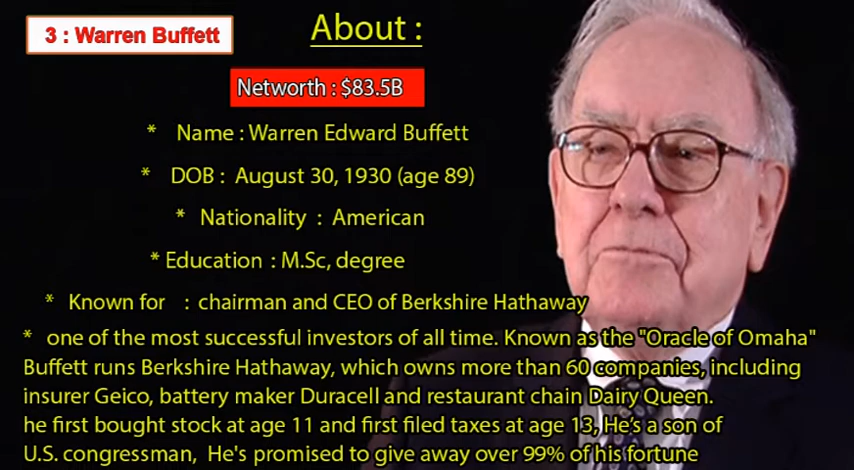 3 : Warren Buffett
About :
Networth : $83.5B
* Name : Warren Edward Buffett
* DOB : August 30, 1930 (age 89)
* Nationality : American
* Education : M.Sc, degree
* Known for : chairman and CEO of Berkshire Hathaway
* one of the most successful investors of all time. Known as the "Oracle of Omaha"
Buffett runs Berkshire Hathaway, which owns more than 60 companies, including
insurer Geico, battery maker Duracell and restaurant chain Dairy Queen.
he first bought stock at age 11 and first filed taxes at age 13, He's a son of
U.S. congressman, He's promised to give away over 99% of his fortune